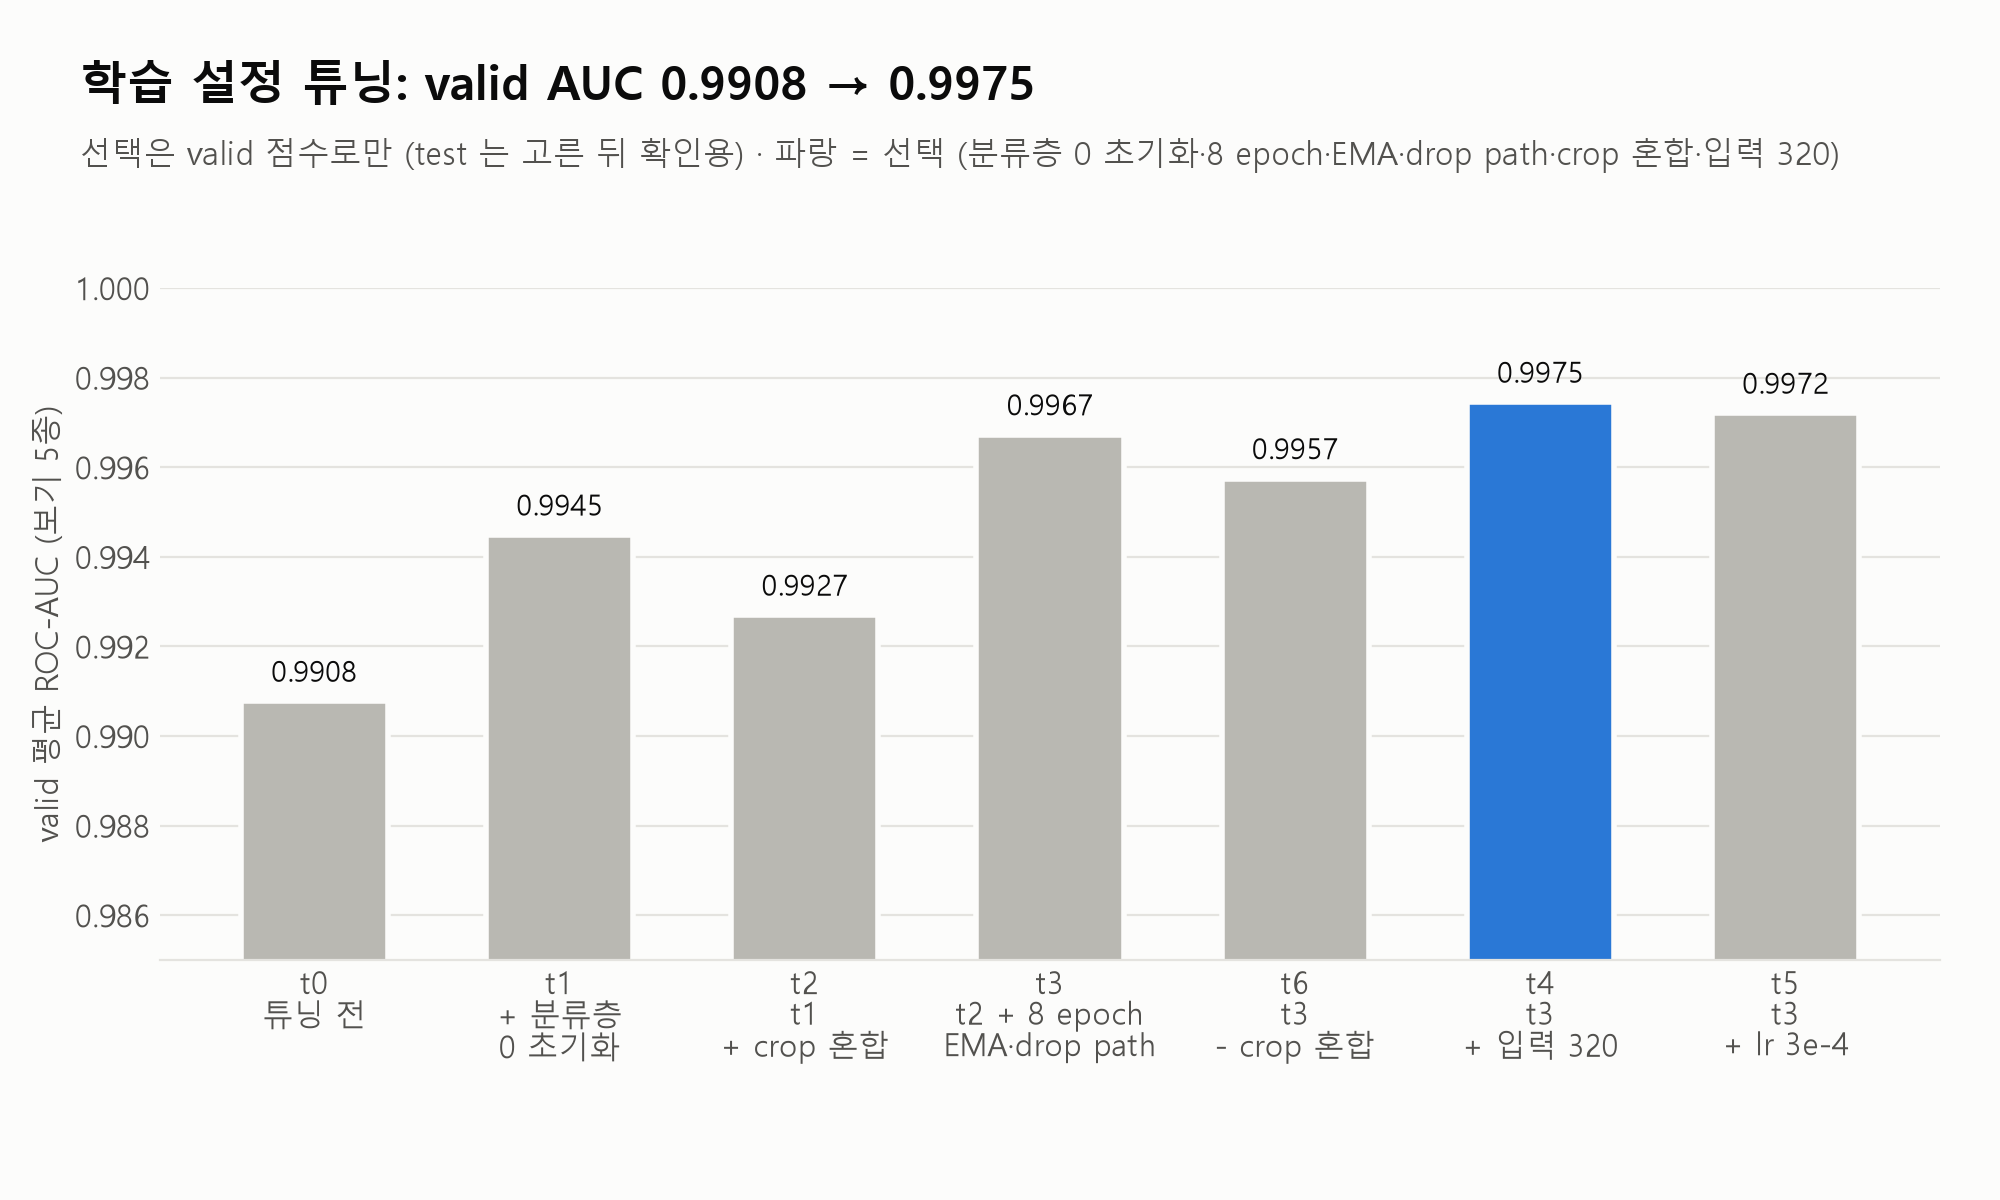 학습 설정 튜닝: valid AUC 0.9908 → 0.9975
선택은 valid 점수로만 (test 는 고른 뒤 확인용) · 파랑 = 선택 (분류층 0 초기화·8 epoch·EMA·drop path·crop 혼합·입력 320)
valid 평균 ROC-AUC (보기 5종)
1.000
0.998
0.996
0.994
0.992
0.990
0.988
0.986
0.9908
0.9945
0.9927
0.9967
0.9957
0.9975
0.9972
t0
튜닝 전
t1
+ 분류층
0 초기화
t2
t1
+ crop 혼합
t3
t2 + 8 epoch
EMA·drop path
t6
t3
- crop 혼합
t4
t3
+ 입력 320
t5
t3
+ lr 3e-4